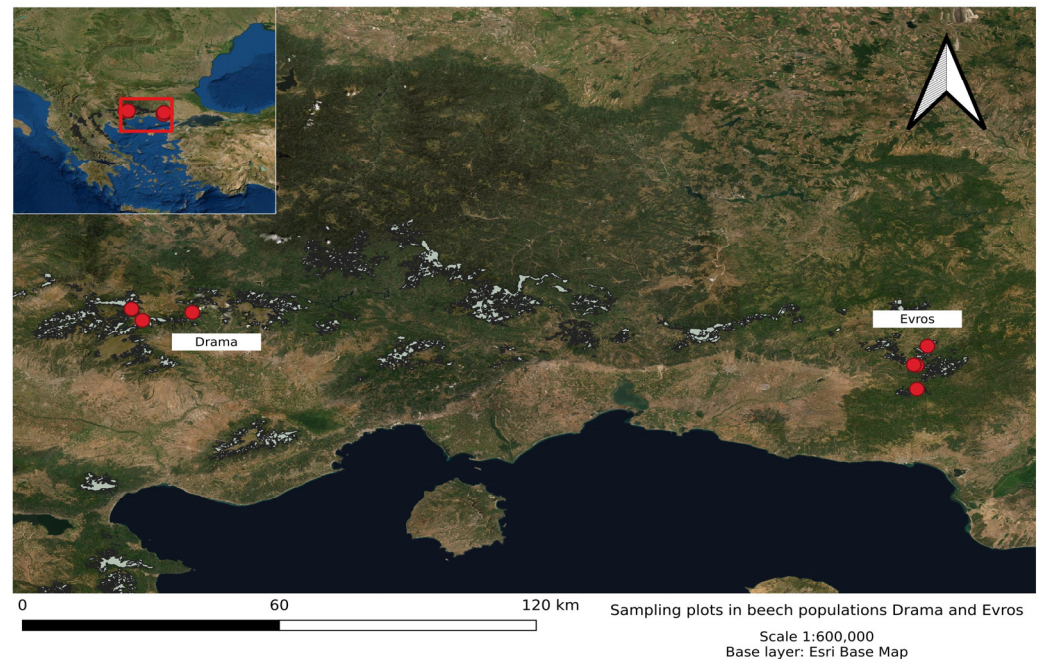 Drama
Evros
0 60 120 km
Sampling plots in beech populations Drama and Evros
Scale 1:600,000
Base layer: Esri Base Map